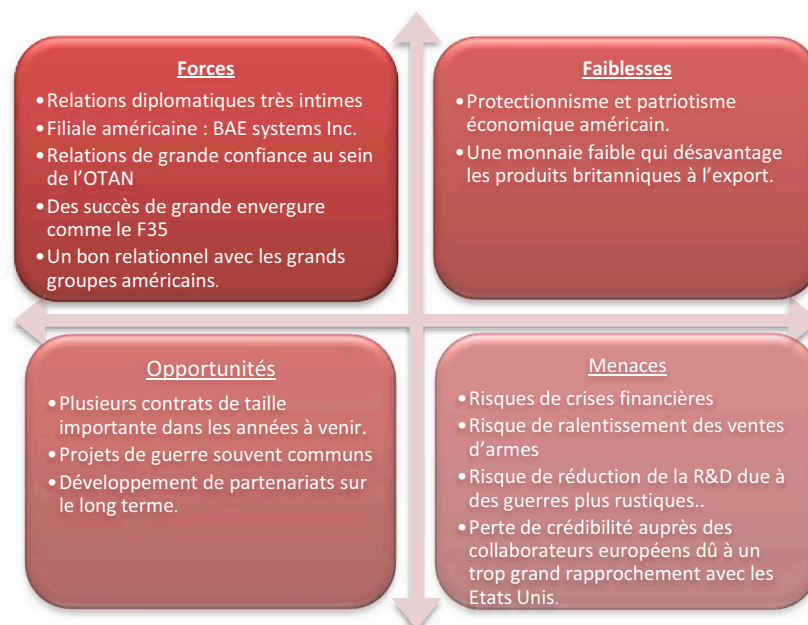 Forces
•Relations diplomatiques très intimes
•Filiale américaine : BAE systems Inc.
•Relations de grande confiance au sein
de l'OTAN
•Des succès de grande envergure
comme le F35
•Un bon relationnel avec les grands
groupes américains.
Faiblesses
•Protectionnisme et patriotisme
économique américain.
•Une monnaie faible qui désavantage
les produits britanniques à l'export.
Opportunités
•Plusieurs contrats de taille
importante dans les années à venir.
•Projets de guerre souvent communs
•Développement de partenariats sur
le long terme.
Menaces
•Risques de crises financières
•Risque de ralentissement des ventes
d'armes
•Risque de réduction de la R&D due à
des guerres plus rustiques..
•Perte de crédibilité auprès des
collaborateurs européens dû à un
trop grand rapprochement avec les
Etats Unis.